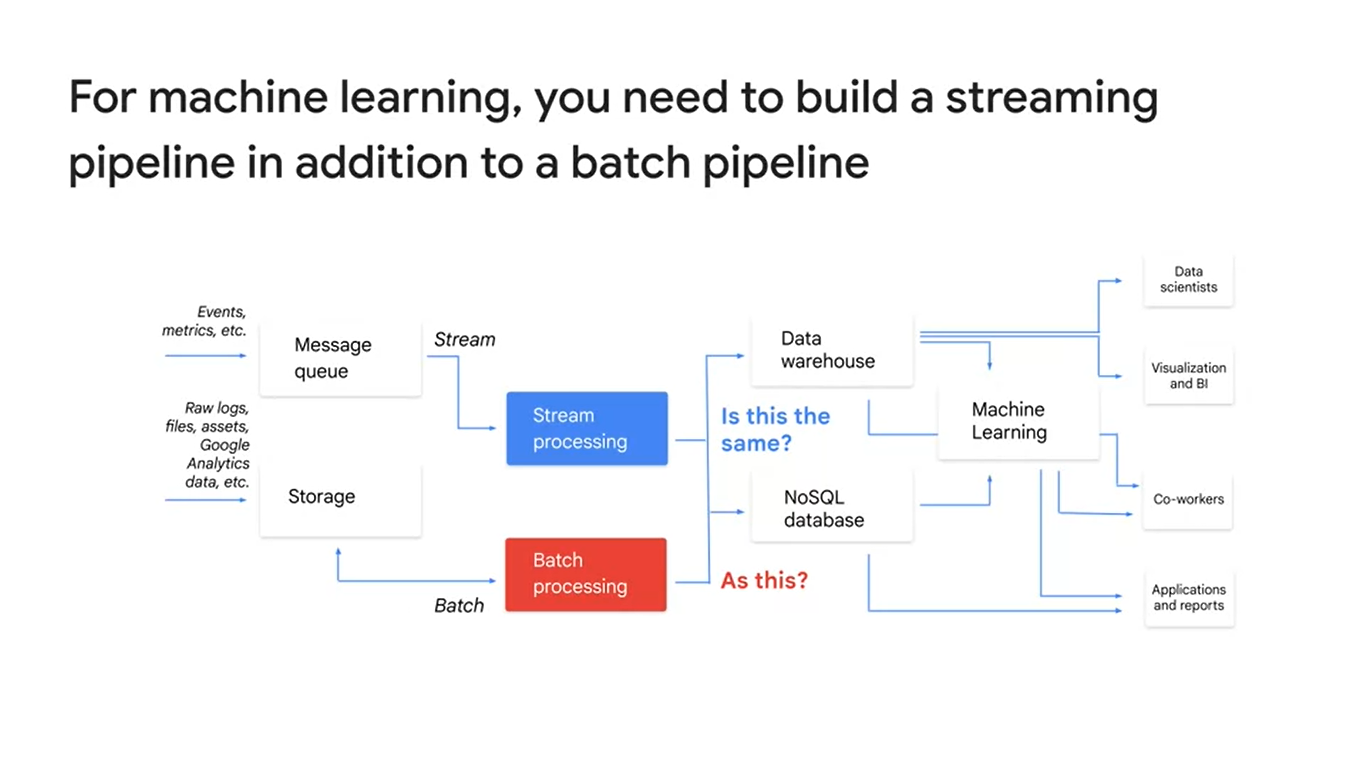 For machine learning, you need to build a streaming
pipeline in addition to a batch pipeline
Events,
metrics, etc.
Message
queue
Stream
Raw logs,
files, assets,
Google
Analytics
data, etc.
Storage
Stream
processing
Batch
processing
Batch
Data
warehouse
Is this the
same?
NoSQL
database
As this?
Machine
Learning
Data
scientists
Visualization
and BI
Co-workers
Applications
and reports